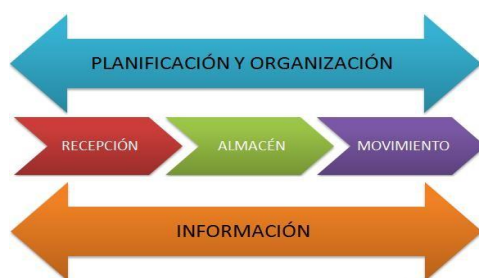 PLANIFICACIÓN Y ORGANIZACIÓN
RECEPCIÓN
ALMACÉN
MOVIMIENTO
INFORMACIÓN